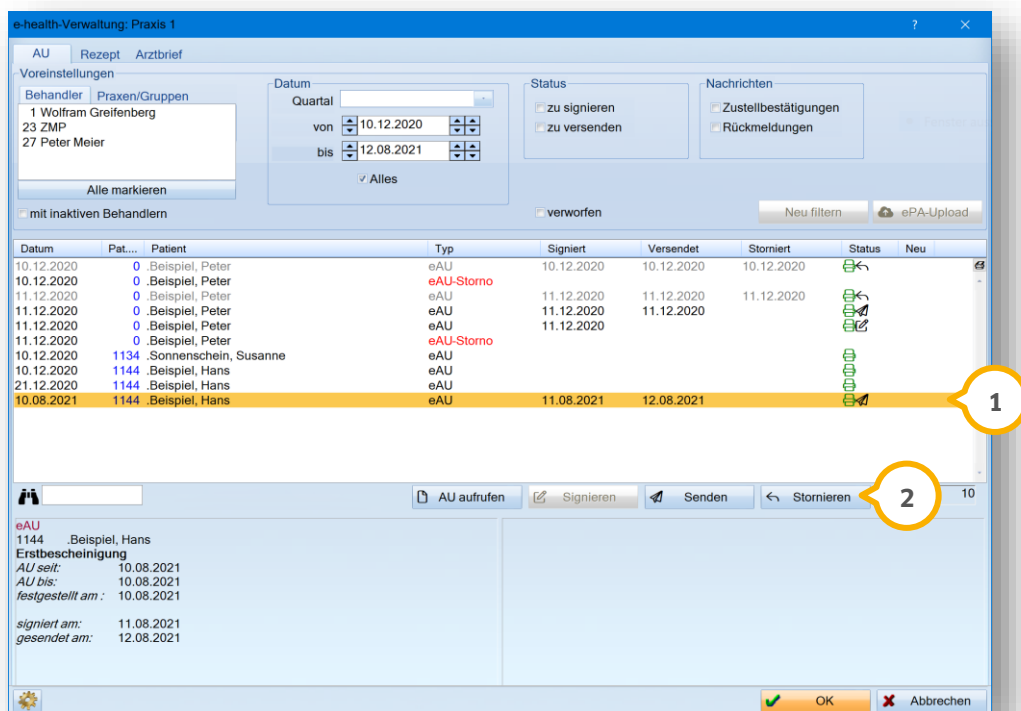 e-health-Verwaltung: Praxis 1 ?
AU Rezept Arztbrief
Voreinstellungen
Behandler Praxen/Gruppen
1 Wolfram Greifenberg
23 ZMP
27 Peter Meier
Alle markieren
mit inaktiven Behandlern
Datum
Quartal
von 10.12.2020
bis 12.08.2021
Alles
Status
zu signieren
zu versenden
verworfen
Nachrichten
Zustellbestätigungen
Rückmeldungen
Neu filtern ePA-Upload
Datum Pat.... Patient Typ Signiert Versendet Storniert Status Neu
10.12.2020 0 .Beispiel, Peter eAU 10.12.2020 10.12.2020 10.12.2020
10.12.2020 0 .Beispiel, Peter eAU-Storno
11.12.2020 0 .Beispiel, Peter eAU 11.12.2020 11.12.2020 11.12.2020
11.12.2020 0 .Beispiel, Peter eAU 11.12.2020 11.12.2020
11.12.2020 0 .Beispiel, Peter eAU 11.12.2020
11.12.2020 0 .Beispiel, Peter eAU-Storno
10.12.2020 1134 .Sonnenschein, Susanne eAU
10.12.2020 1144 .Beispiel, Hans eAU
21.12.2020 1144 .Beispiel, Hans eAU
10.08.2021 1144 .Beispiel, Hans eAU 11.08.2021 12.08.2021
1
AU aufrufen Signieren Senden Stornieren 10
2
eAU
1144 .Beispiel, Hans
Erstbescheinigung
AU seit: 10.08.2021
AU bis: 10.08.2021
festgestellt am : 10.08.2021
signiert am: 11.08.2021
gesendet am: 12.08.2021
OK Abbrechen